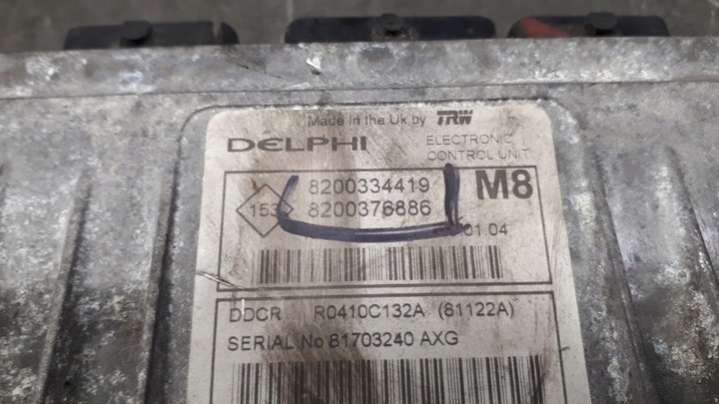 Made in the Uk by TRW
DELPHI
ELECTRONIC
CONTROL UNIT
8200334419
M8
153
8200376886
01.04
DDCR R0410C132A (81122A)
SERIAL No 81703240 AXG